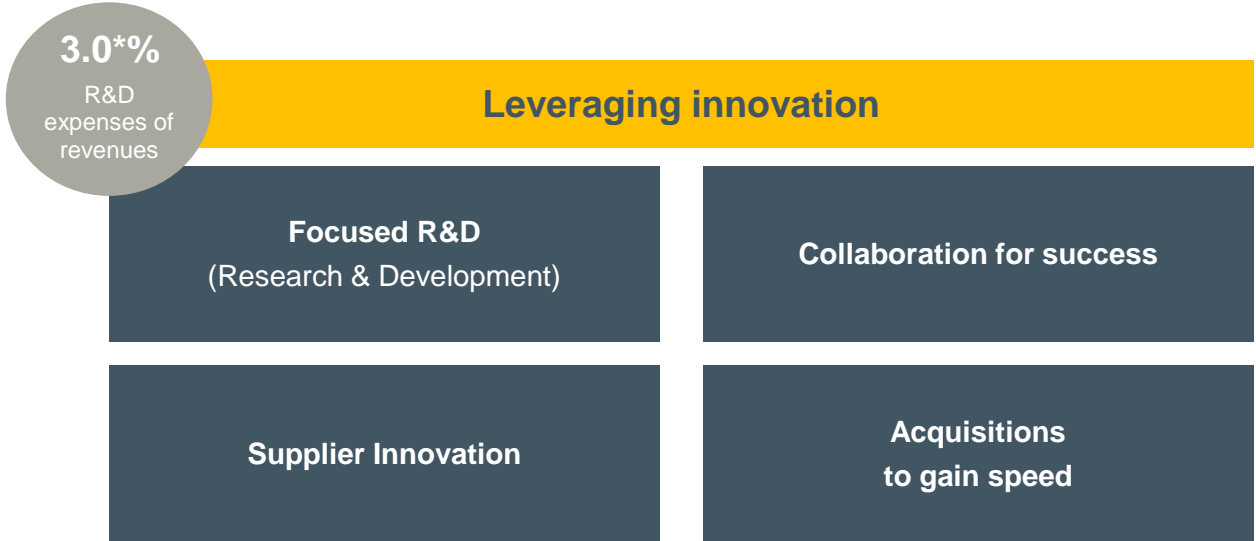 3.0*%
R&D
expenses of
revenues
Leveraging innovation
Focused R&D
(Research & Development)
Collaboration for success
Supplier Innovation
Acquisitions
to gain speed